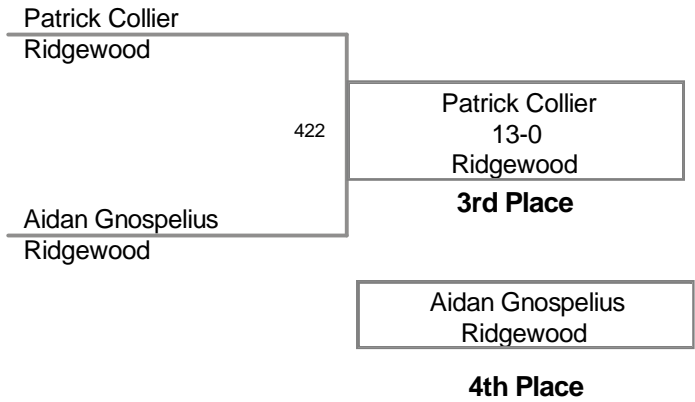 Patrick Collier
Ridgewood
422
Patrick Collier
13-0
Ridgewood
3rd Place
Aidan Gnospelius
Ridgewood
Aidan Gnospelius
Ridgewood
4th Place